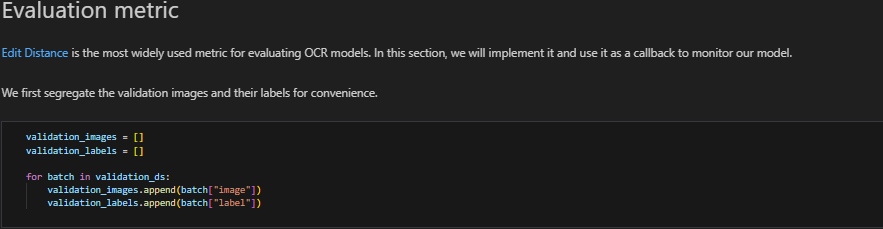 Evaluation metric
Edit Distance is the most widely used metric for evaluating OCR models. In this section, we will implement it and use it as a callback to monitor our model.
We first segregate the validation images and their labels for convenience.
validation_images = []
validation_labels = []
for batch in validation_ds:
    validation_images.append(batch["image"])
    validation_labels.append(batch["label"])